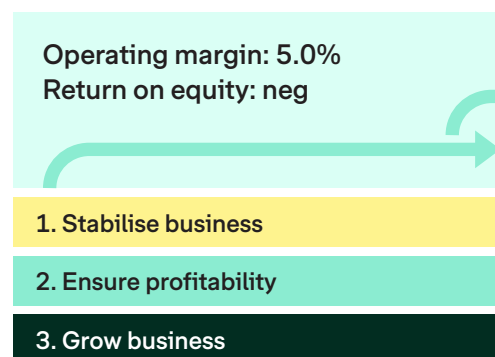 Operating margin: 5.0%
Return on equity: neg
1. Stabilise business
2. Ensure profitability
3. Grow business